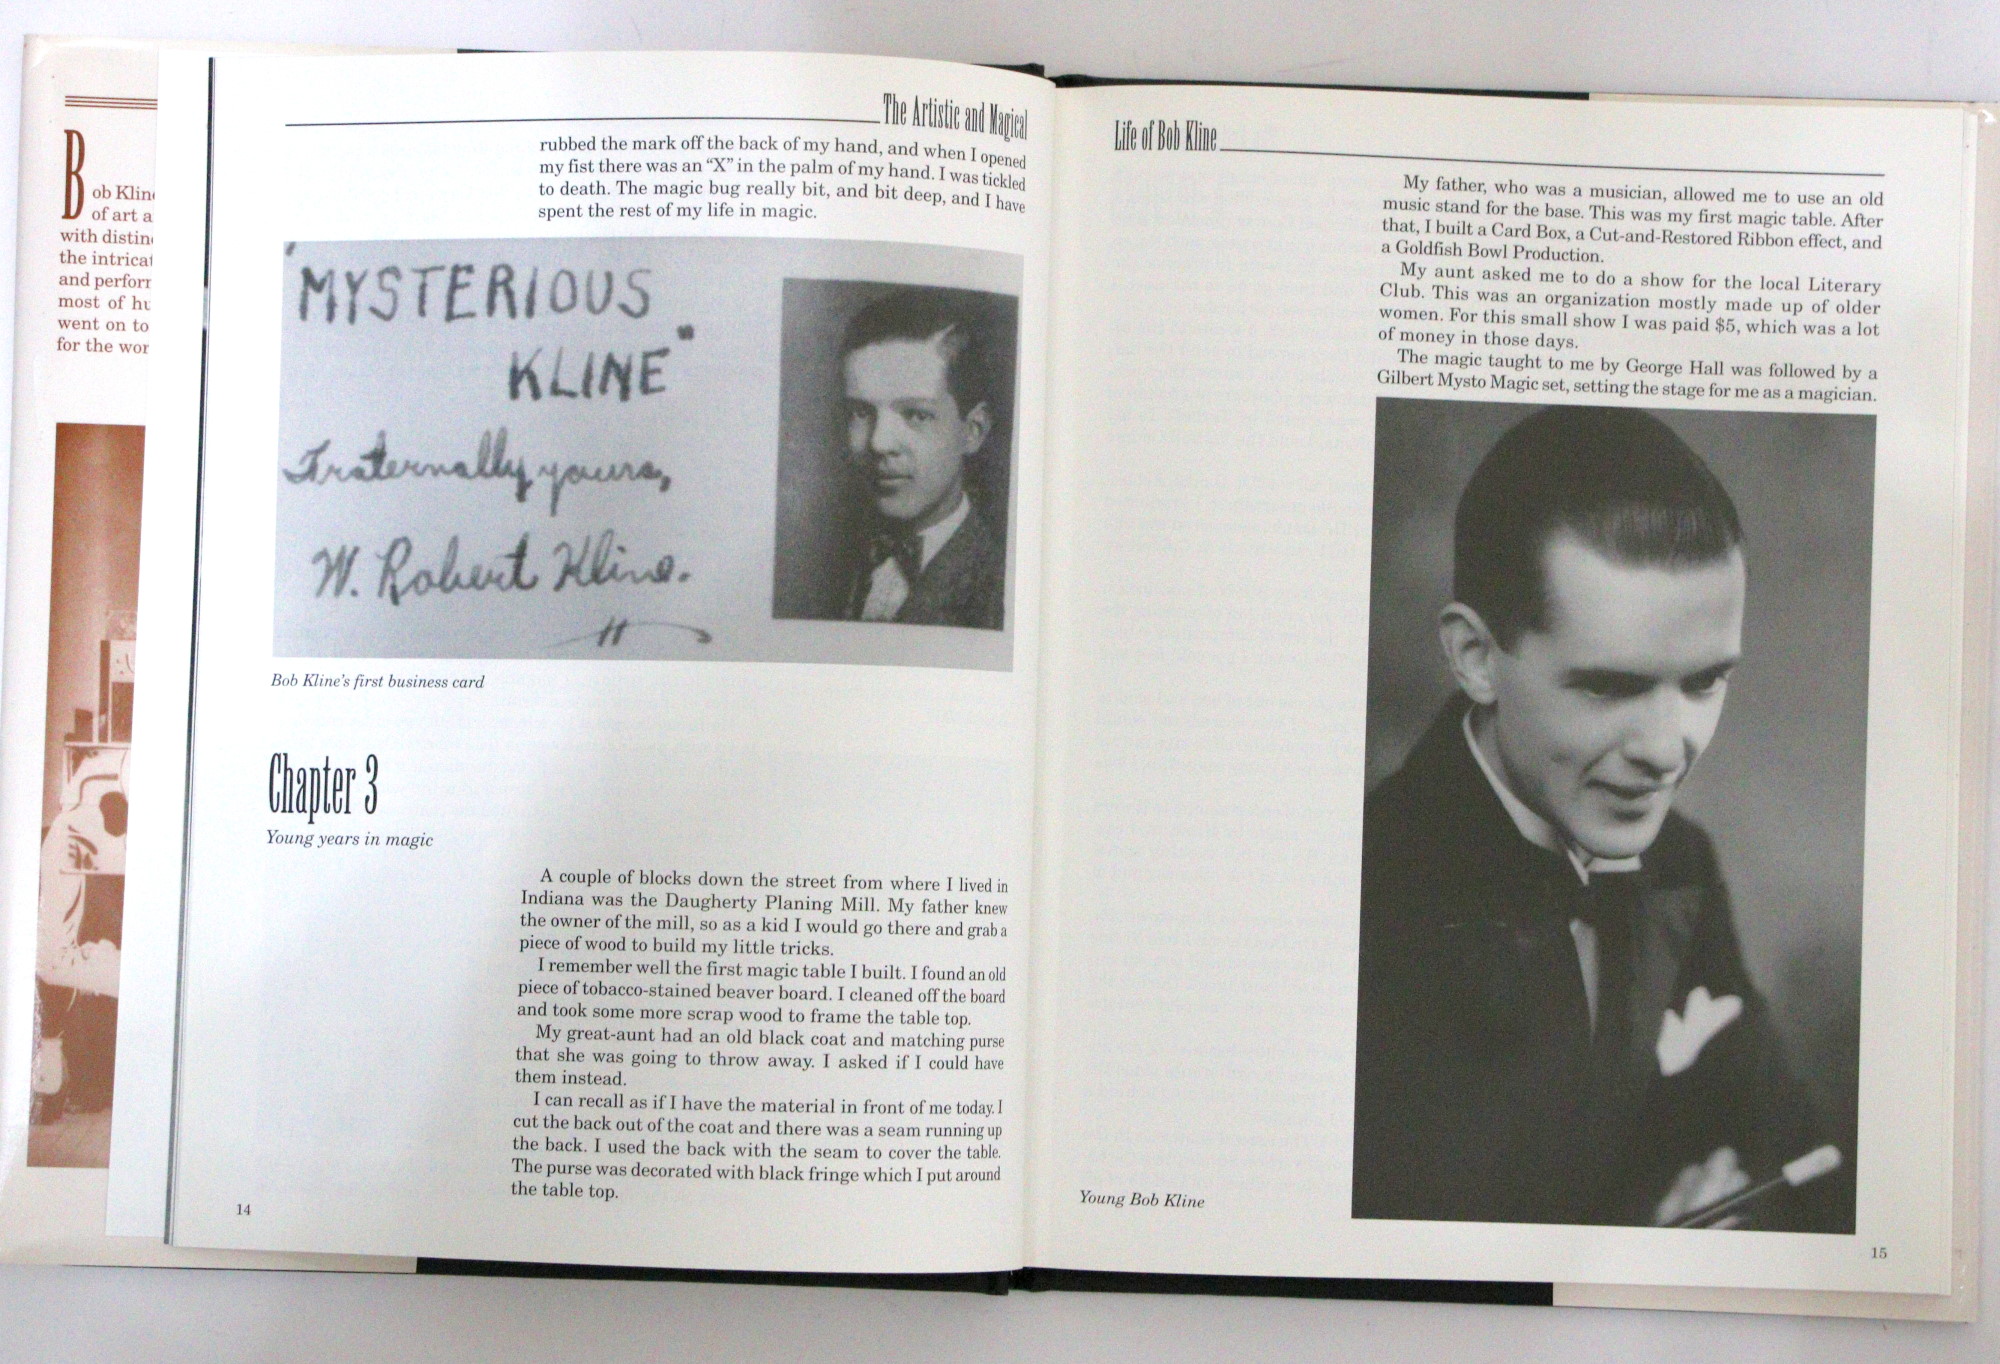 Bob
of art a
with
the
and
most of
went on to
for the
The Artistic and Magical
rubbed the mark off the back of my hand, and when I opened
my fist there was an “X” in the palm of my hand. I was tickled
to death. The magic bug really bit, and bit deep, and I have
spent the rest of my life in magic.
"MYSTERIOUS
KLINE"
Fraternally yours,
W. Robert Kline.
Bob Kline’s first business card
Chapter 3
Young years in magic
A couple of blocks down the street from where I lived in
Indiana was the Daugherty Planing Mill. My father knew
the owner of the mill, so as a kid I would go there and grab a
piece of wood to build my little tricks.
I remember well the first magic table I built. I found an old
piece of tobacco-stained beaver board. I cleaned off the board
and took some more scrap wood to frame the table top.
My great-aunt had an old black coat and matching purse
that she was going to throw away. I asked if I could have
them instead.
I can recall as if I have the material in front of me today. I
cut the back out of the coat and there was a seam running up
the back. I used the back with the seam to cover the table.
The purse was decorated with black fringe which I put around
the table top.
14
Life of Bob Kline
My father, who was a musician, allowed me to use an old
music stand for the base. This was my first magic table. After
that, I built a Card Box, a Cut-and-Restored Ribbon effect, and
a Goldfish Bowl Production.
My aunt asked me to do a show for the local Literary
Club. This was an organization mostly made up of older
women. For this small show I was paid $5, which was a lot
of money in those days.
The magic taught to me by George Hall was followed by a
Gilbert Mysto Magic set, setting the stage for me as a magician.
Young Bob Kline
15